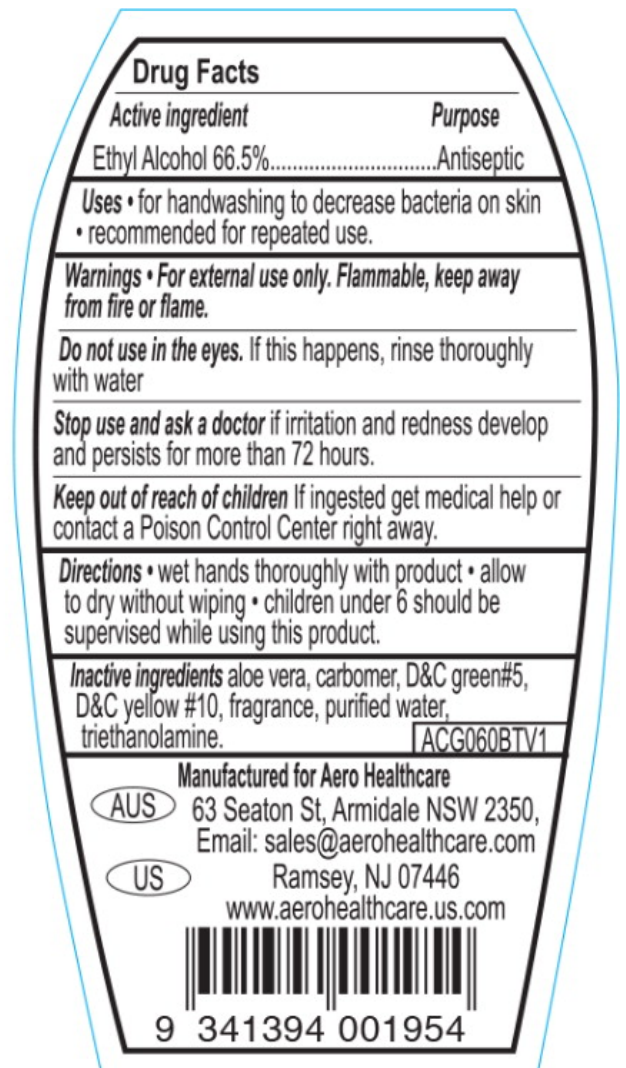 Drug Facts
Active ingredient Purpose
Ethyl Alcohol 66.5%..............................Antiseptic
Uses • for handwashing to decrease bacteria on skin
• recommended for repeated use.
Warnings • For external use only. Flammable, keep away
from fire or flame.
Do not use in the eyes. If this happens, rinse thoroughly
with water
Stop use and ask a doctor if irritation and redness develop
and persists for more than 72 hours.
Keep out of reach of children If ingested get medical help or
contact a Poison Control Center right away.
Directions • wet hands thoroughly with product • allow
to dry without wiping • children under 6 should be
supervised while using this product.
Inactive ingredients aloe vera, carbomer, D&C green#5,
D&C yellow #10, fragrance, purified water,
triethanolamine. ACG060BTV1
Manufactured for Aero Healthcare
AUS 63 Seaton St, Armidale NSW 2350,
Email: sales@aerohealthcare.com
US Ramsey, NJ 07446
www.aerohealthcare.us.com
9 341394 001954